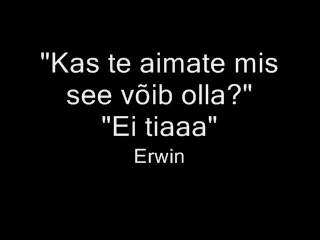 "Kas te aimate mis
see võib olla?"
"Ei tiaaa"
Erwin